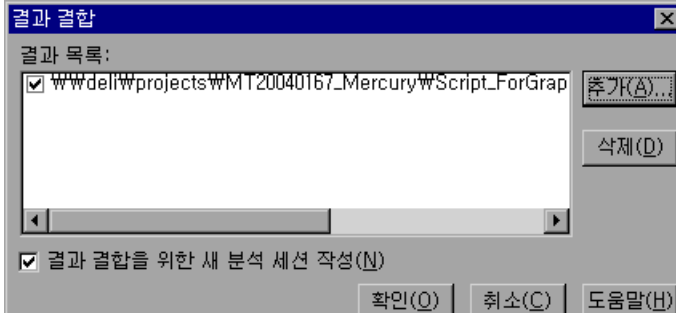 결과 결합
결과 목록:
₩₩deli₩projects₩MT20040167_Mercury₩Script_ForGrap
추가(A)...
삭제(D)
결과 결합을 위한 새 분석 세션 작성(N)
확인(O) 취소(C) 도움말(H)